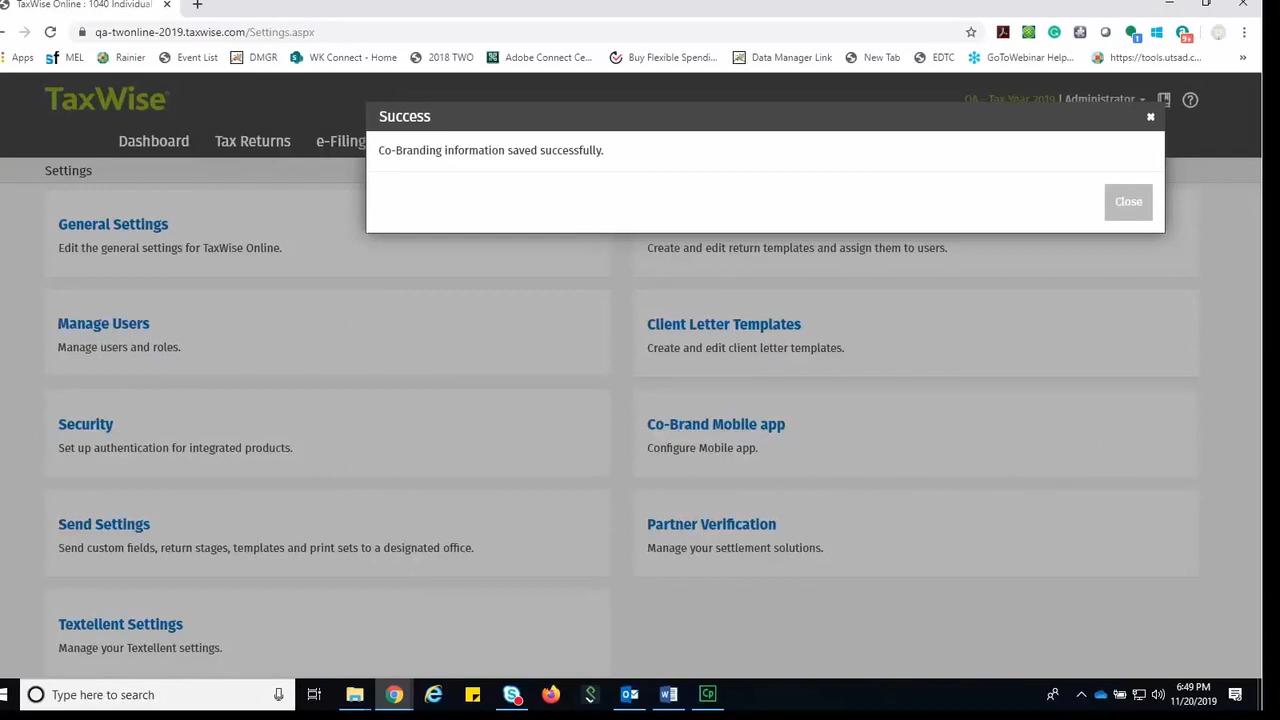 TaxWise Online : 1040 Individual
qa-twonline-2019.taxwise.com/Settings.aspx
1
9+
Apps
MEL
Rainier
Event List
DMGR
WK Connect - Home
2018 TWO
Adobe Connect Ce...
Buy Flexible Spendi...
Data Manager Link
New Tab
EDTC
GoToWebinar Help...
https://tools.utsad.c...
»
TaxWise®
QA - Tax Year 2019 | Administrator
Dashboard
Tax Returns
e-Filing
Success
Co-Branding information saved successfully.
Close
Settings
General Settings
Edit the general settings for TaxWise Online.
Create and edit return templates and assign them to users.
Manage Users
Manage users and roles.
Client Letter Templates
Create and edit client letter templates.
Security
Set up authentication for integrated products.
Co-Brand Mobile app
Configure Mobile app.
Send Settings
Send custom fields, return stages, templates and print sets to a designated office.
Partner Verification
Manage your settlement solutions.
Textellent Settings
Manage your Textellent settings.
Type here to search
Cp
6:49 PM
11/20/2019